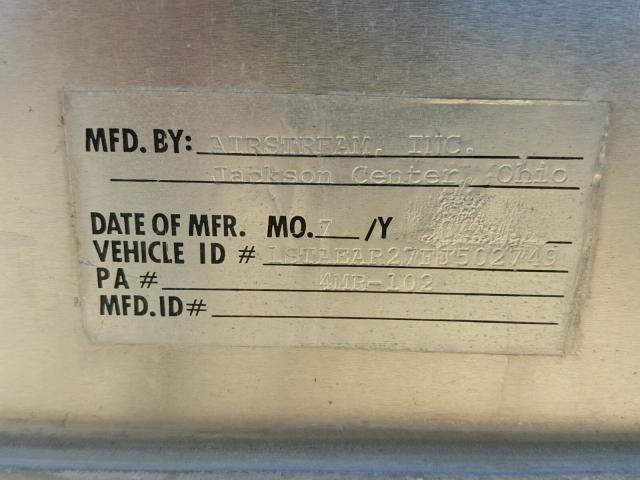 MFD. BY: AIRSTREAM, INC.
Jackson Center, Ohio
DATE OF MFR. MO. 7 /Y
VEHICLE ID #
PA # 4MR-102
MFD. ID#